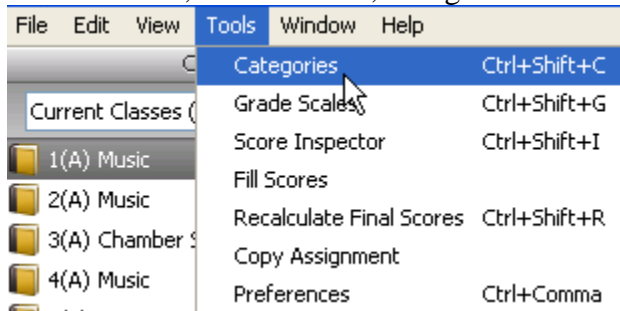 File Edit View Tools Window Help
Categories Ctrl+Shift+C
Current Classes ( Grade Scales Ctrl+Shift+G
1(A) Music Score Inspector Ctrl+Shift+I
Fill Scores
2(A) Music Recalculate Final Scores Ctrl+Shift+R
3(A) Chamber Copy Assignment
4(A) Music Preferences Ctrl+Comma